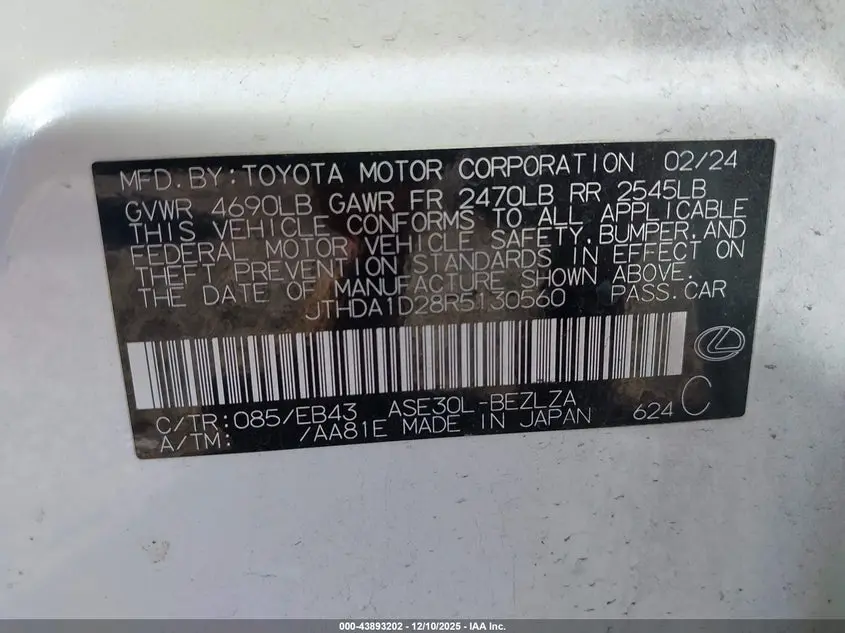 MFD. BY: TOYOTA MOTOR CORPORATION 02/24
GVWR 4690LB GAWR FR 2470LB RR 2545LB
THIS VEHICLE CONFORMS TO ALL APPLICABLE
FEDERAL MOTOR VEHICLE SAFETY, BUMPER, AND
THEFT PREVENTION STANDARDS IN EFFECT ON
THE DATE OF MANUFACTURE SHOWN ABOVE.
JTHDA1D28R5130560 PASS. CAR
C/TR: 085/EB43 ASE30L-BEZLZA 624 C
A/TM: /AA81E MADE IN JAPAN
000-43893202 - 12/10/2025 - IAA Inc.